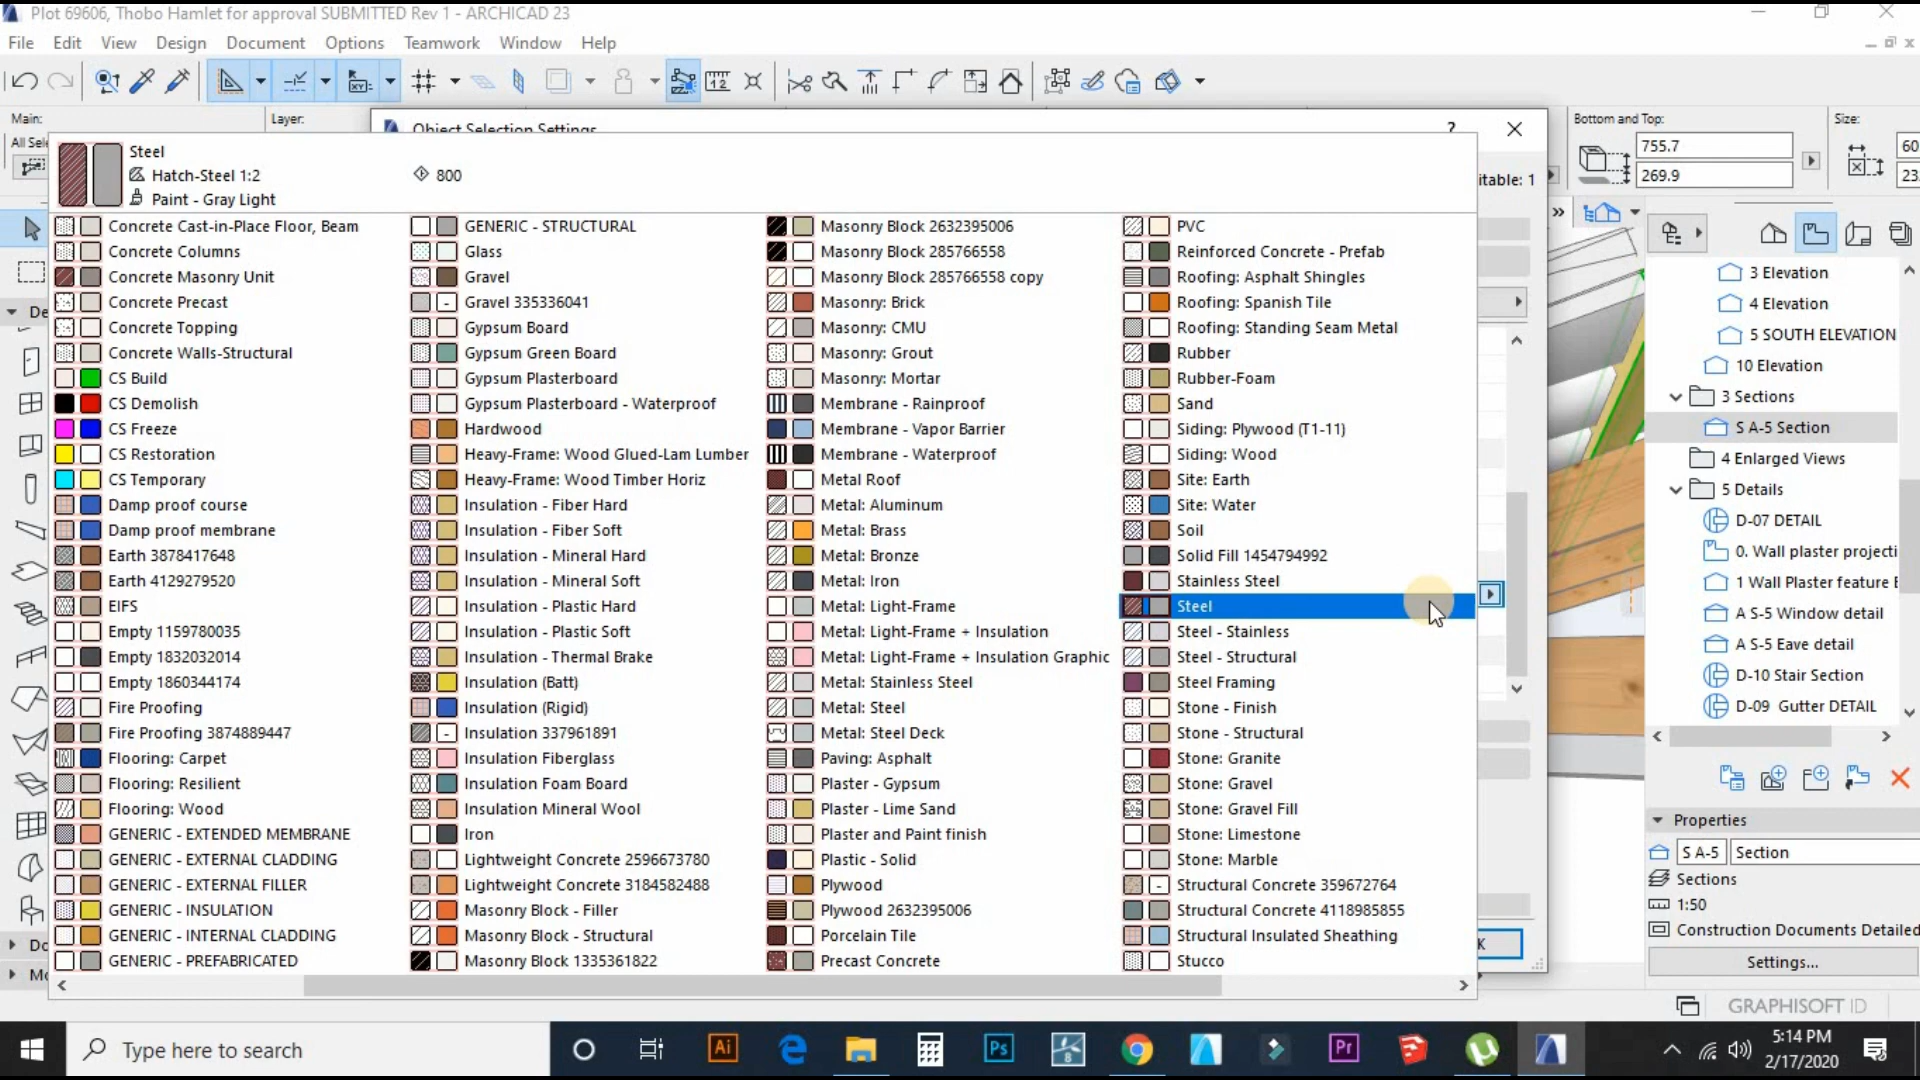 Plot 69606, Thobo Hamlet for approval SUBMITTED Rev 1 - ARCHICAD 23
File Edit View Design Document Options Teamwork Window Help
Main:
Layer:
Object Selection Settings
?
Bottom and Top:
Size:
All Sele
755.7
60
269.9
23
itable: 1
Steel
Hatch-Steel 1:2
800
Paint - Gray Light
Concrete Cast-in-Place Floor, Beam
Concrete Columns
Concrete Masonry Unit
Concrete Precast
Concrete Topping
Concrete Walls-Structural
CS Build
CS Demolish
CS Freeze
CS Restoration
CS Temporary
Damp proof course
Damp proof membrane
Earth 3878417648
Earth 4129279520
EIFS
Empty 1159780035
Empty 1832032014
Empty 1860344174
Fire Proofing
Fire Proofing 3874889447
Flooring: Carpet
Flooring: Resilient
Flooring: Wood
GENERIC - EXTENDED MEMBRANE
GENERIC - EXTERNAL CLADDING
GENERIC - EXTERNAL FILLER
GENERIC - INSULATION
GENERIC - INTERNAL CLADDING
GENERIC - PREFABRICATED
GENERIC - STRUCTURAL
Glass
Gravel
Gravel 335336041
Gypsum Board
Gypsum Green Board
Gypsum Plasterboard
Gypsum Plasterboard - Waterproof
Hardwood
Heavy-Frame: Wood Glued-Lam Lumber
Heavy-Frame: Wood Timber Horiz
Insulation - Fiber Hard
Insulation - Fiber Soft
Insulation - Mineral Hard
Insulation - Mineral Soft
Insulation - Plastic Hard
Insulation - Plastic Soft
Insulation - Thermal Brake
Insulation (Batt)
Insulation (Rigid)
Insulation 337961891
Insulation Fiberglass
Insulation Foam Board
Insulation Mineral Wool
Iron
Lightweight Concrete 2596673780
Lightweight Concrete 3184582488
Masonry Block - Filler
Masonry Block - Structural
Masonry Block 1335361822
Masonry Block 2632395006
Masonry Block 285766558
Masonry Block 285766558 copy
Masonry: Brick
Masonry: CMU
Masonry: Grout
Masonry: Mortar
Membrane - Rainproof
Membrane - Vapor Barrier
Membrane - Waterproof
Metal Roof
Metal: Aluminum
Metal: Brass
Metal: Bronze
Metal: Iron
Metal: Light-Frame
Metal: Light-Frame + Insulation
Metal: Light-Frame + Insulation Graphic
Metal: Stainless Steel
Metal: Steel
Metal: Steel Deck
Paving: Asphalt
Plaster - Gypsum
Plaster - Lime Sand
Plaster and Paint finish
Plastic - Solid
Plywood
Plywood 2632395006
Porcelain Tile
Precast Concrete
PVC
Reinforced Concrete - Prefab
Roofing: Asphalt Shingles
Roofing: Spanish Tile
Roofing: Standing Seam Metal
Rubber
Rubber-Foam
Sand
Siding: Plywood (T1-11)
Siding: Wood
Site: Earth
Site: Water
Soil
Solid Fill 1454794992
Stainless Steel
Steel
Steel - Stainless
Steel - Structural
Steel Framing
Stone - Finish
Stone - Structural
Stone: Granite
Stone: Gravel
Stone: Gravel Fill
Stone: Limestone
Stone: Marble
Structural Concrete 359672764
Structural Concrete 4118985855
Structural Insulated Sheathing
Stucco
De
Do
Mo
K
3 Elevation
4 Elevation
5 SOUTH ELEVATION
10 Elevation
3 Sections
S A-5 Section
4 Enlarged Views
5 Details
D-07 DETAIL
0. Wall plaster projecti
1 Wall Plaster feature E
A S-5 Window detail
A S-5 Eave detail
D-10 Stair Section
D-09 Gutter DETAIL
Properties
S A-5 Section
Sections
1:50
Construction Documents Detailed
Settings...
GRAPHISOFT ID
Type here to search
Ai
Ps
8
Pr
5:14 PM
2/17/2020